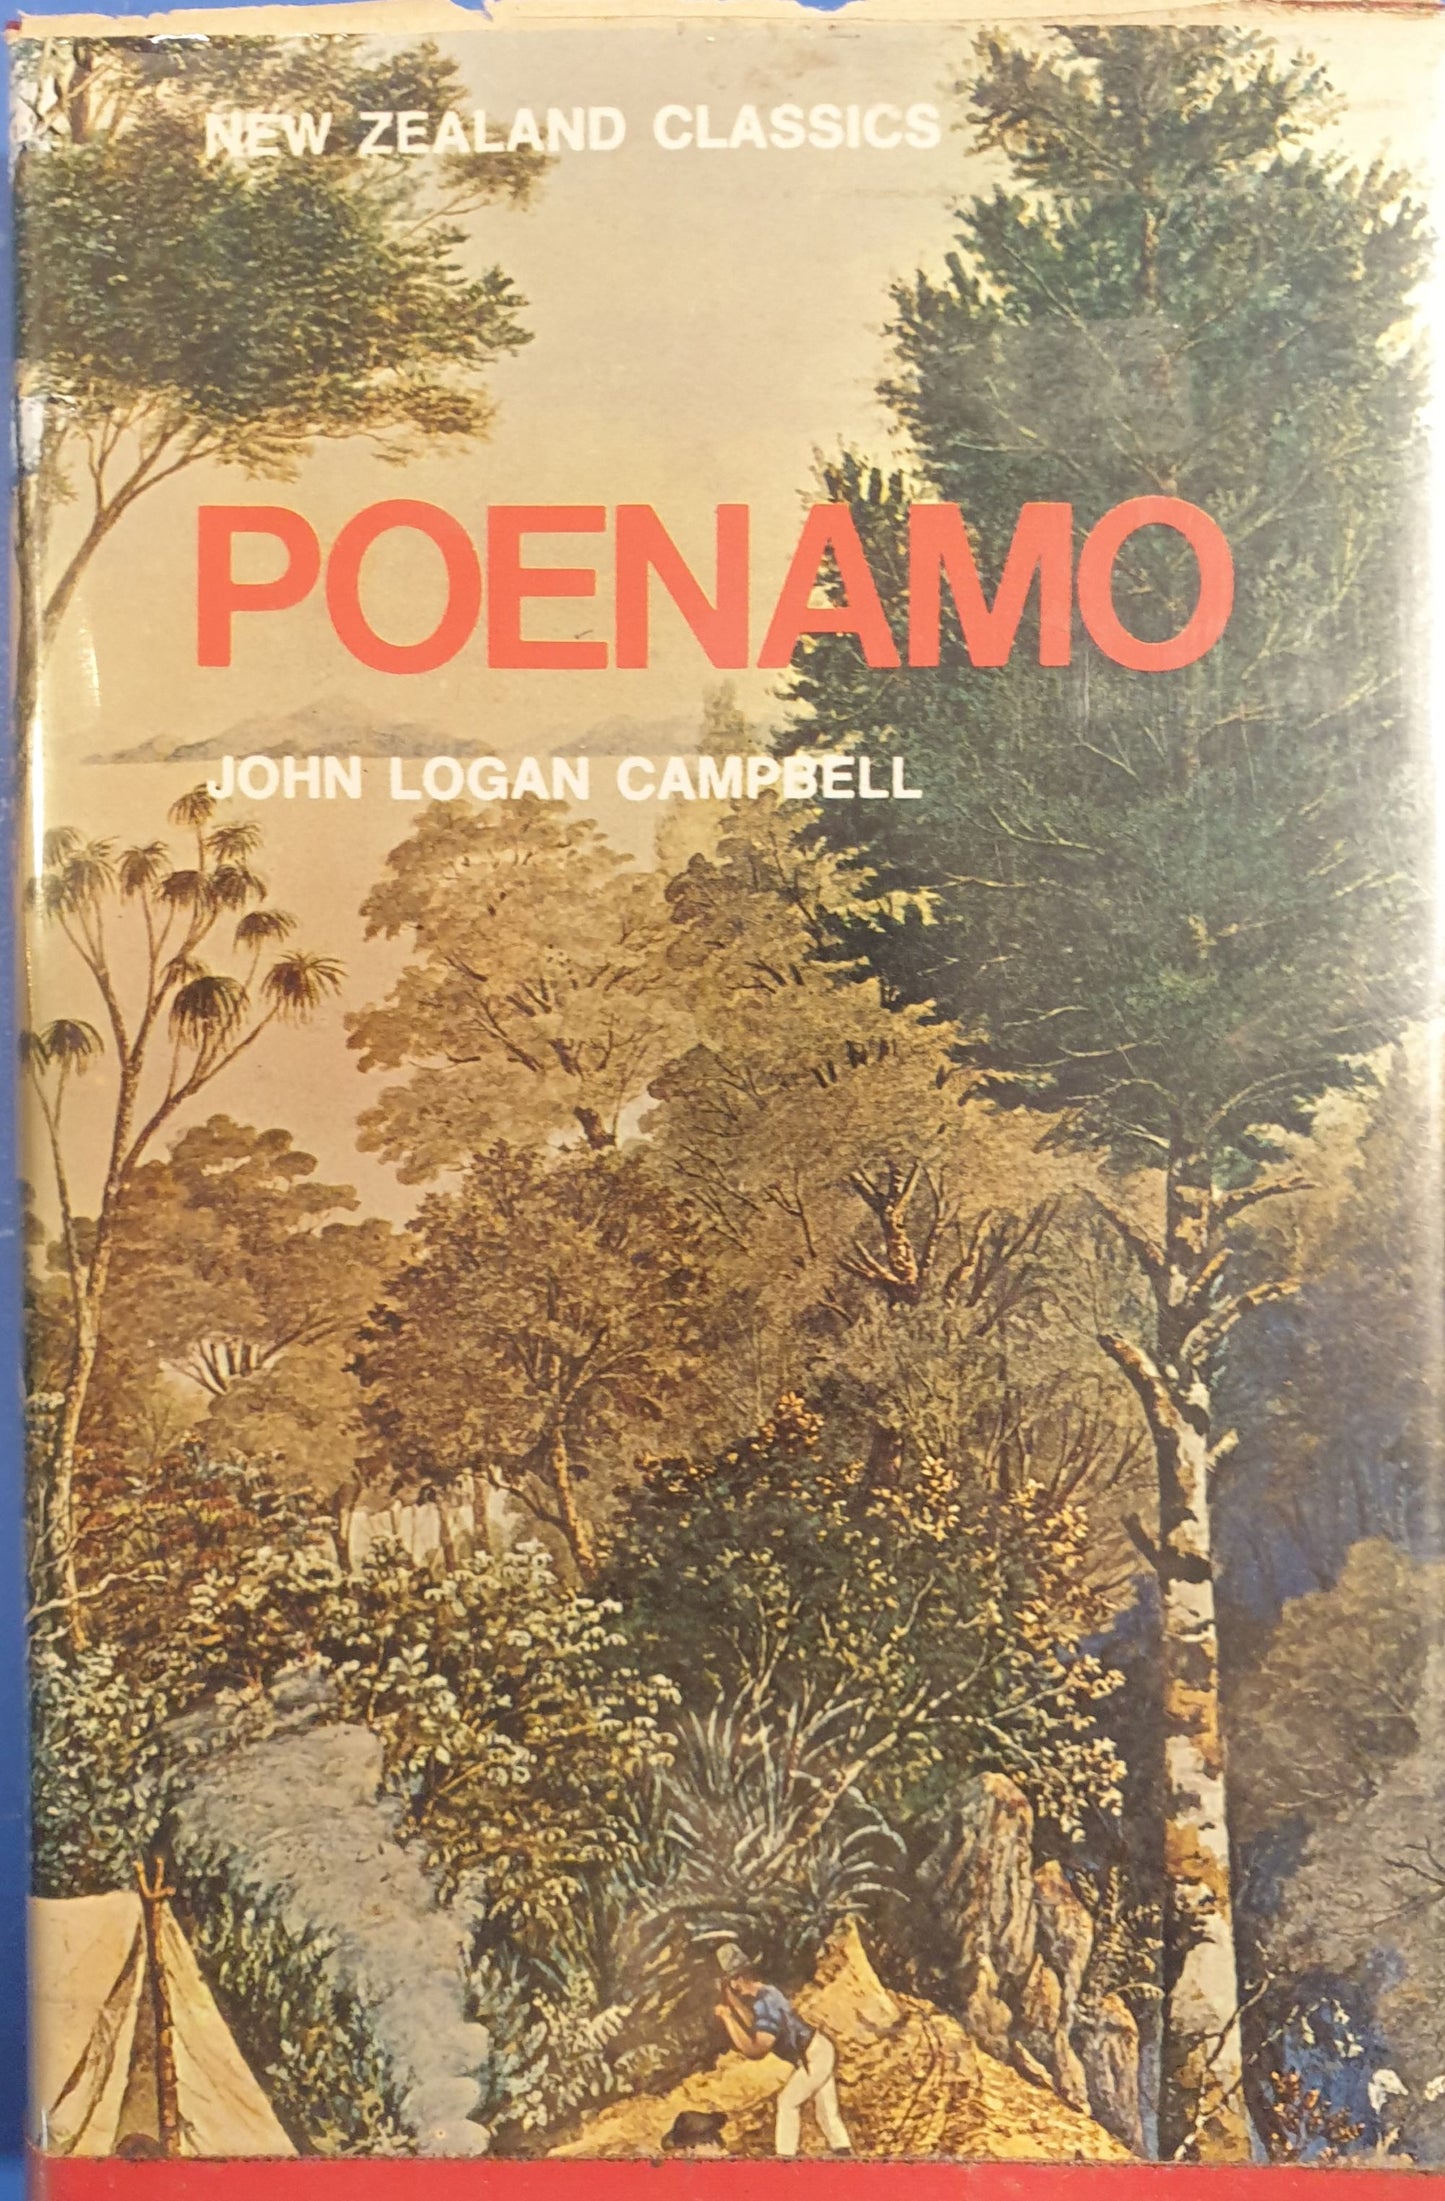 NEW ZEALAND CLASSICS
POENAMO
JOHN LOGAN CAMPBELL